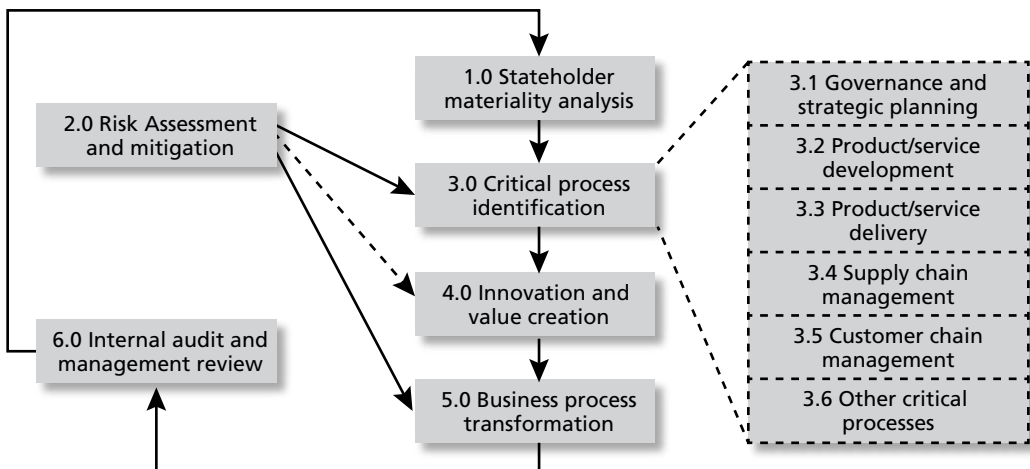 1.0 Stateholder
materiality analysis
2.0 Risk Assessment
and mitigation
3.0 Critical process
identification
4.0 Innovation and
value creation
6.0 Internal audit and
management review
5.0 Business process
transformation
3.1 Governance and
strategic planning
3.2 Product/service
development
3.3 Product/service
delivery
3.4 Supply chain
management
3.5 Customer chain
management
3.6 Other critical
processes